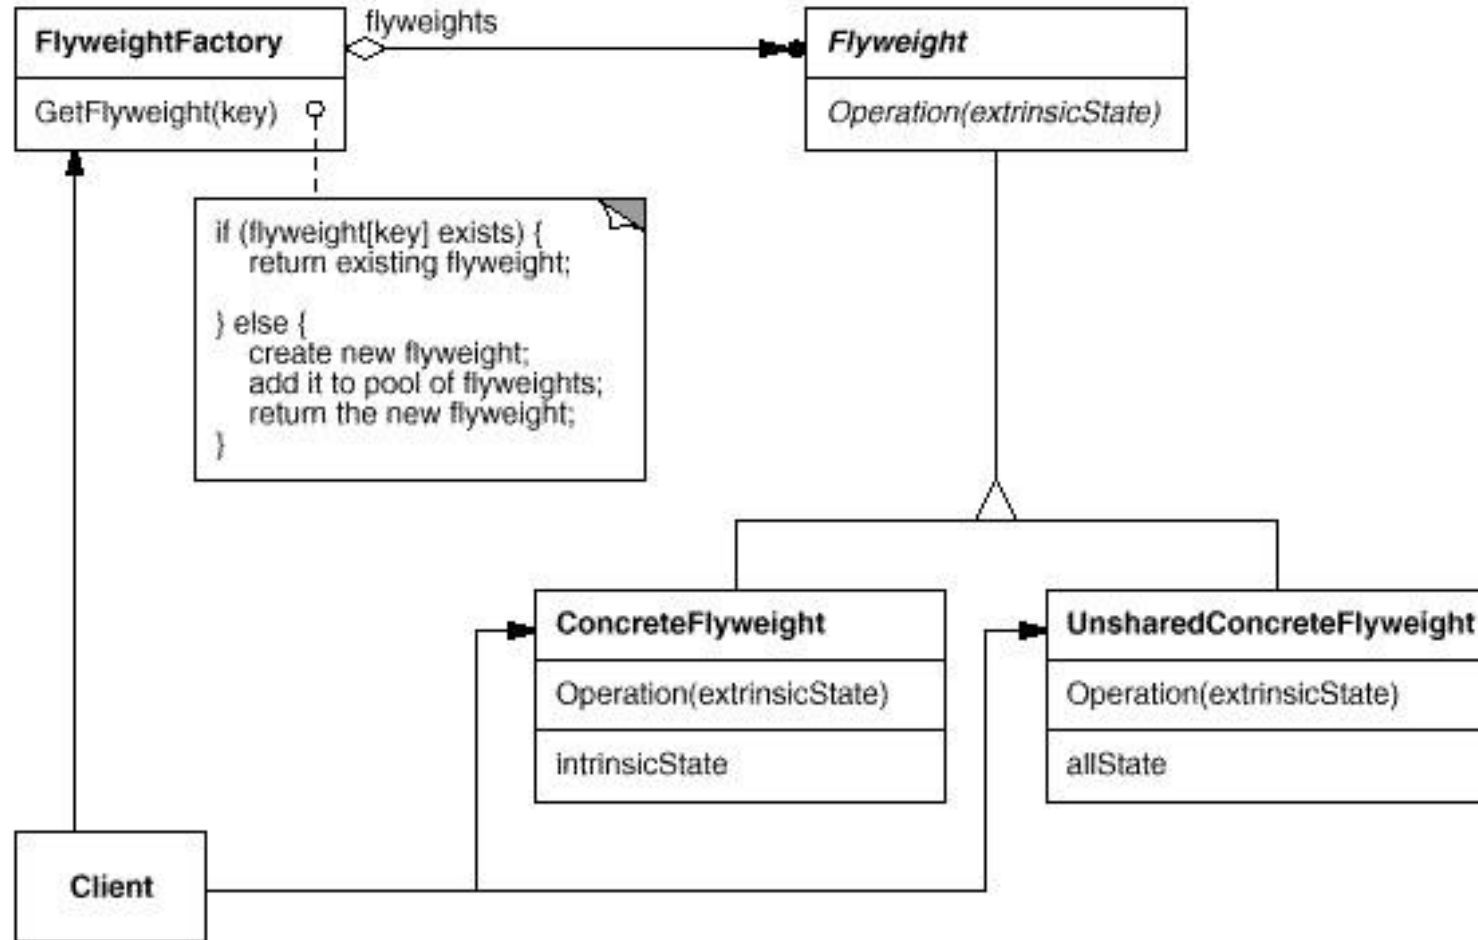 flyweights
FlyweightFactory
Flyweight
GetFlyweight(key)
Operation(extrinsicState)
if (flyweight[key] exists) {
return existing flyweight;
} else {
create new flyweight;
add it to pool of flyweights;
return the new flyweight;
}
ConcreteFlyweight
UnsharedConcreteFlyweight
Operation(extrinsicState)
Operation(extrinsicState)
intrinsicState
allState
Client